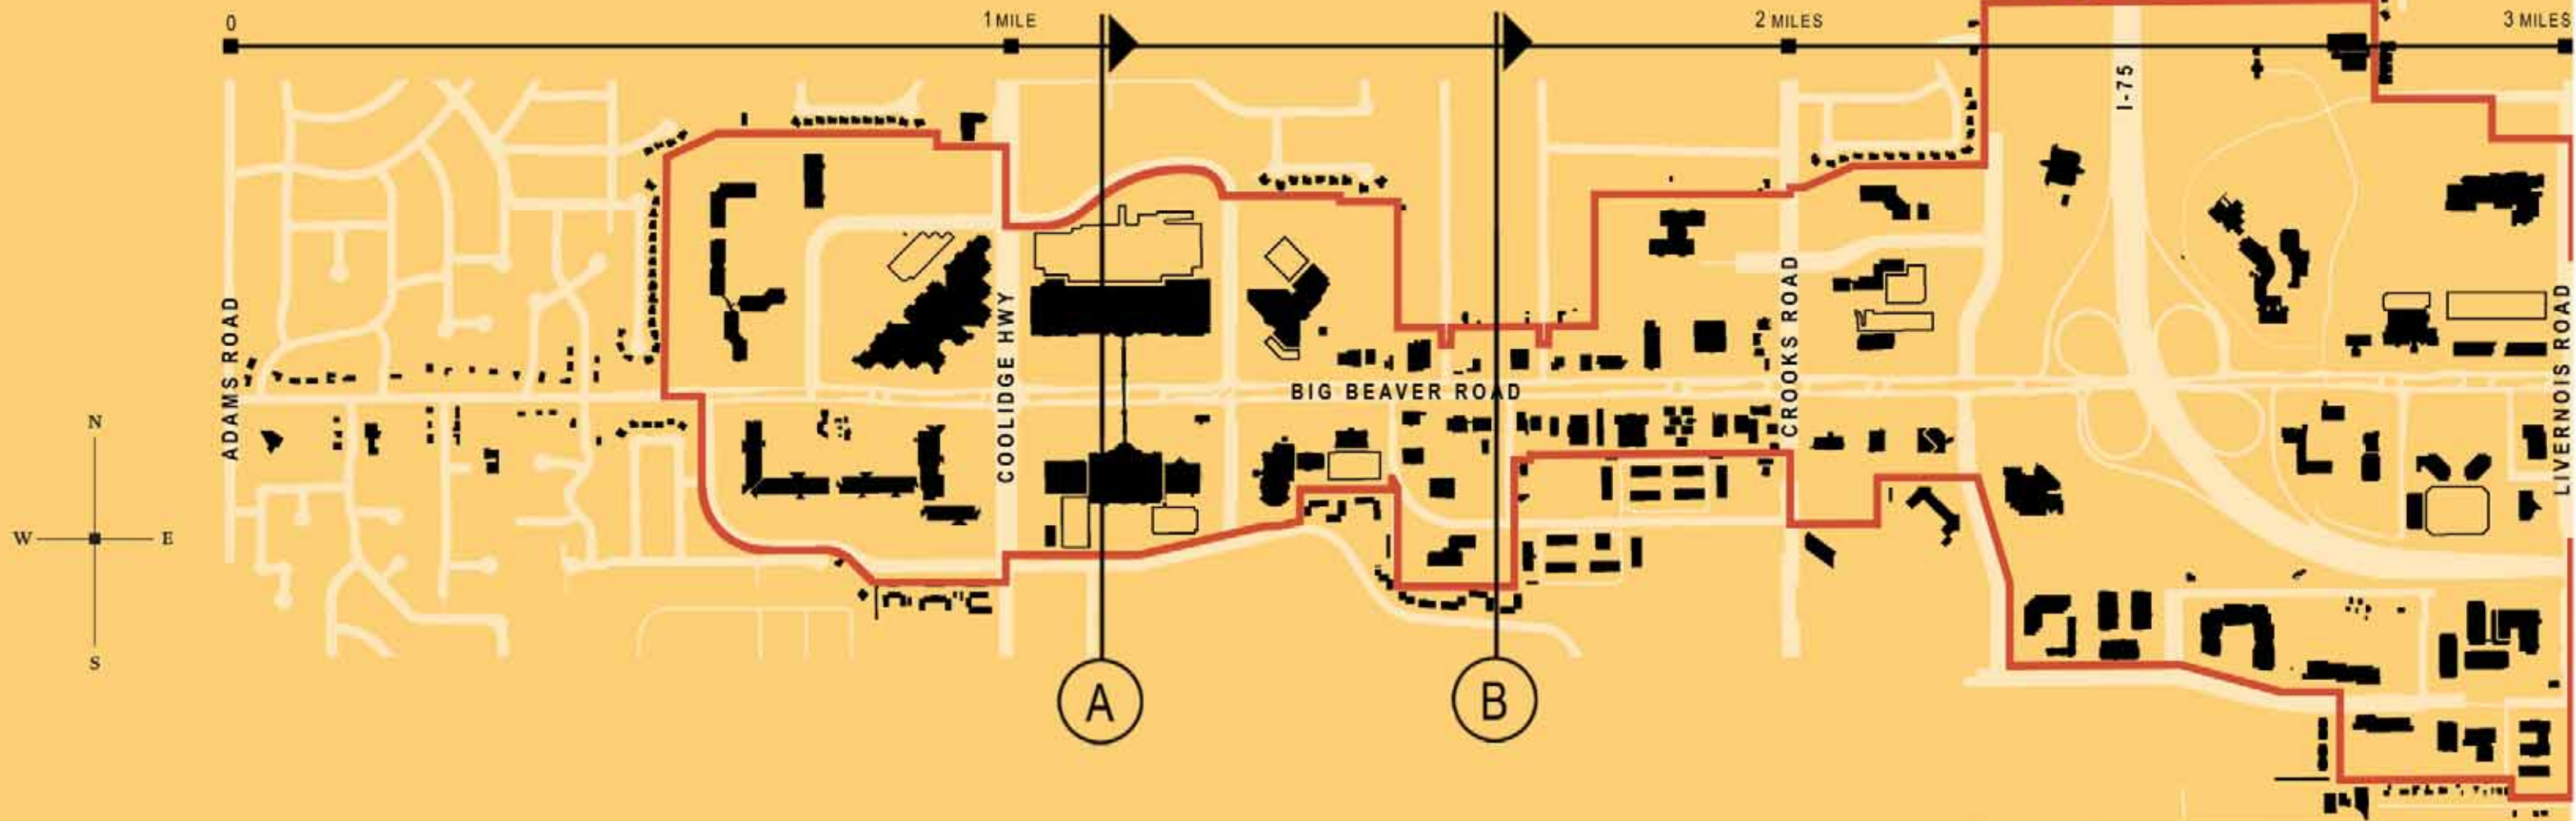 0
1 MILE
2 MILES
3 MILES
I-75
ADAMS ROAD
COOLIDGE HWY
BIG BEAVER ROAD
CROOKS ROAD
LIVERNOIS ROAD
N
W
E
S
A
B